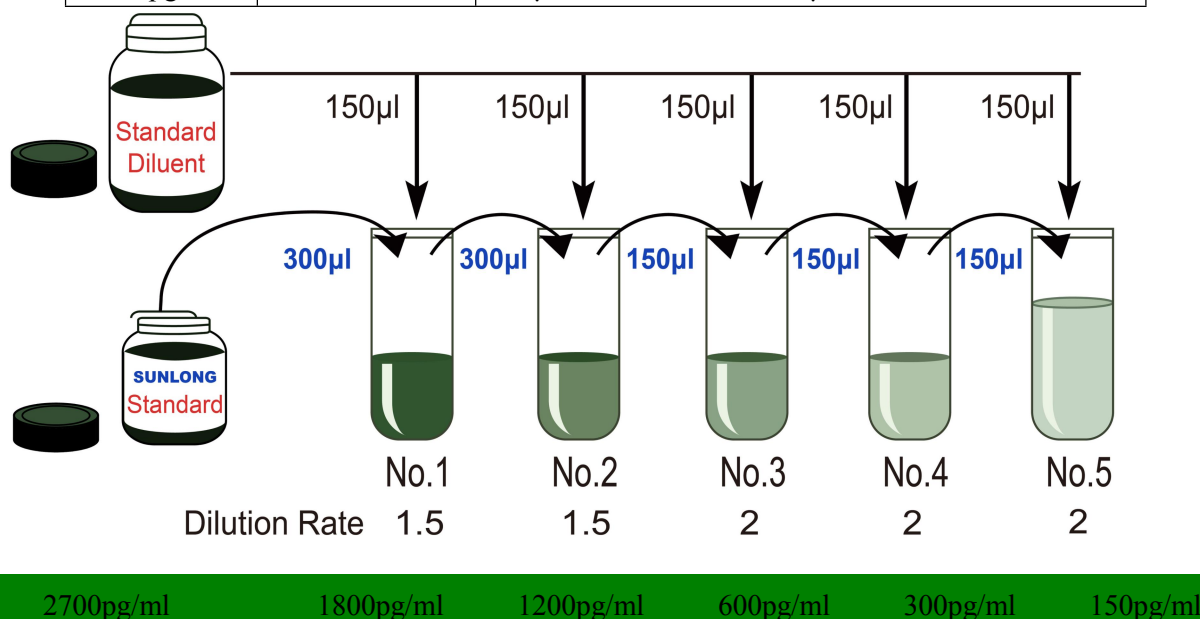 150µl 150µl 150µl 150µl 150µl
Standard
Diluent
300µl 300µl 150µl 150µl 150µl
SUNLONG
Standard
No.1 No.2 No.3 No.4 No.5
Dilution Rate 1.5 1.5 2 2 2
2700pg/ml 1800pg/ml 1200pg/ml 600pg/ml 300pg/ml 150pg/ml